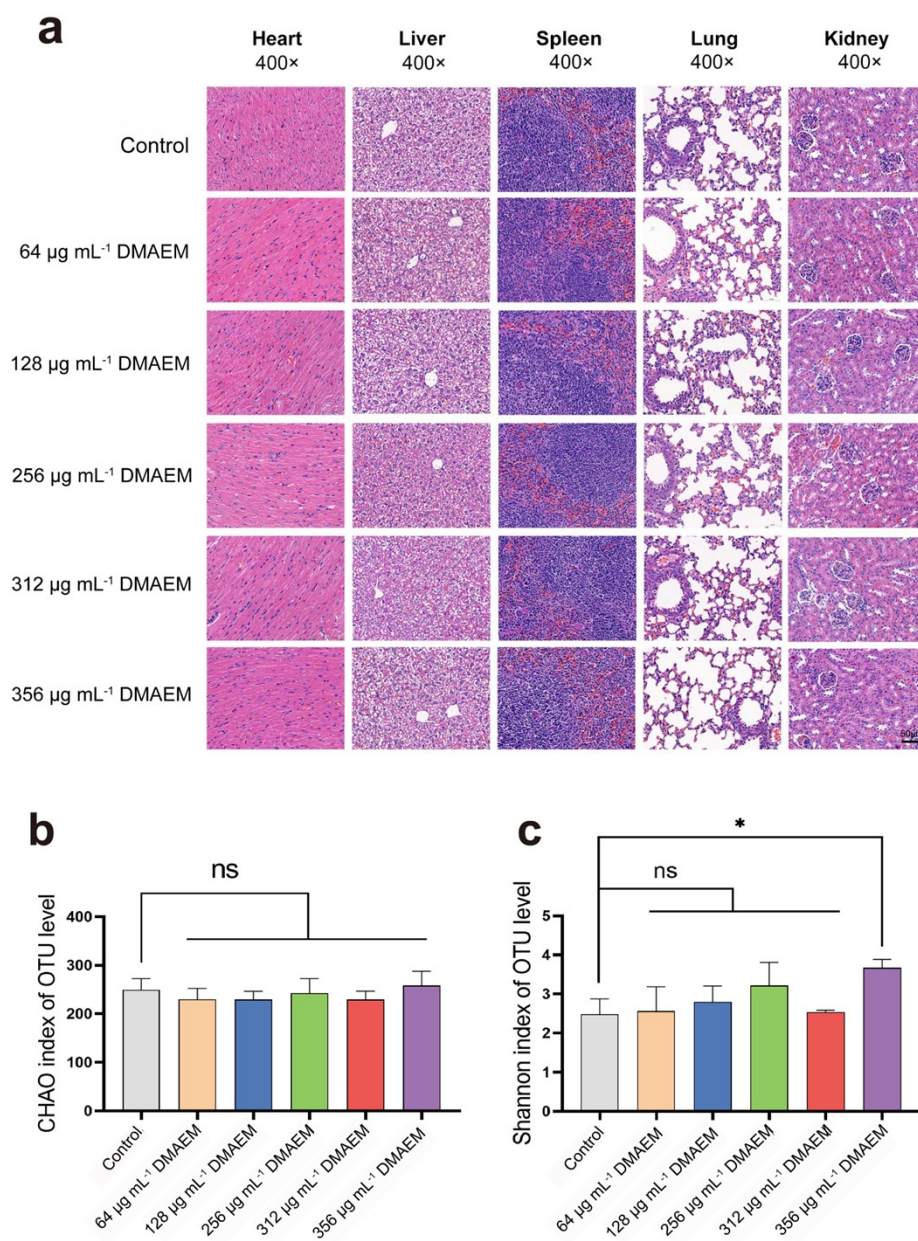 a
Heart Liver Spleen Lung Kidney
400× 400× 400× 400× 400×
Control
64 µg mL⁻¹ DMAEM
128 µg mL⁻¹ DMAEM
256 µg mL⁻¹ DMAEM
312 µg mL⁻¹ DMAEM
356 µg mL⁻¹ DMAEM
b
ns
CHAO index of OTU level
400
300
200
100
0
Control
64 µg mL⁻¹ DMAEM
128 µg mL⁻¹ DMAEM
256 µg mL⁻¹ DMAEM
312 µg mL⁻¹ DMAEM
356 µg mL⁻¹ DMAEM
c
*
ns
Shannon index of OTU level
5
4
3
2
1
0
Control
64 µg mL⁻¹ DMAEM
128 µg mL⁻¹ DMAEM
256 µg mL⁻¹ DMAEM
312 µg mL⁻¹ DMAEM
356 µg mL⁻¹ DMAEM